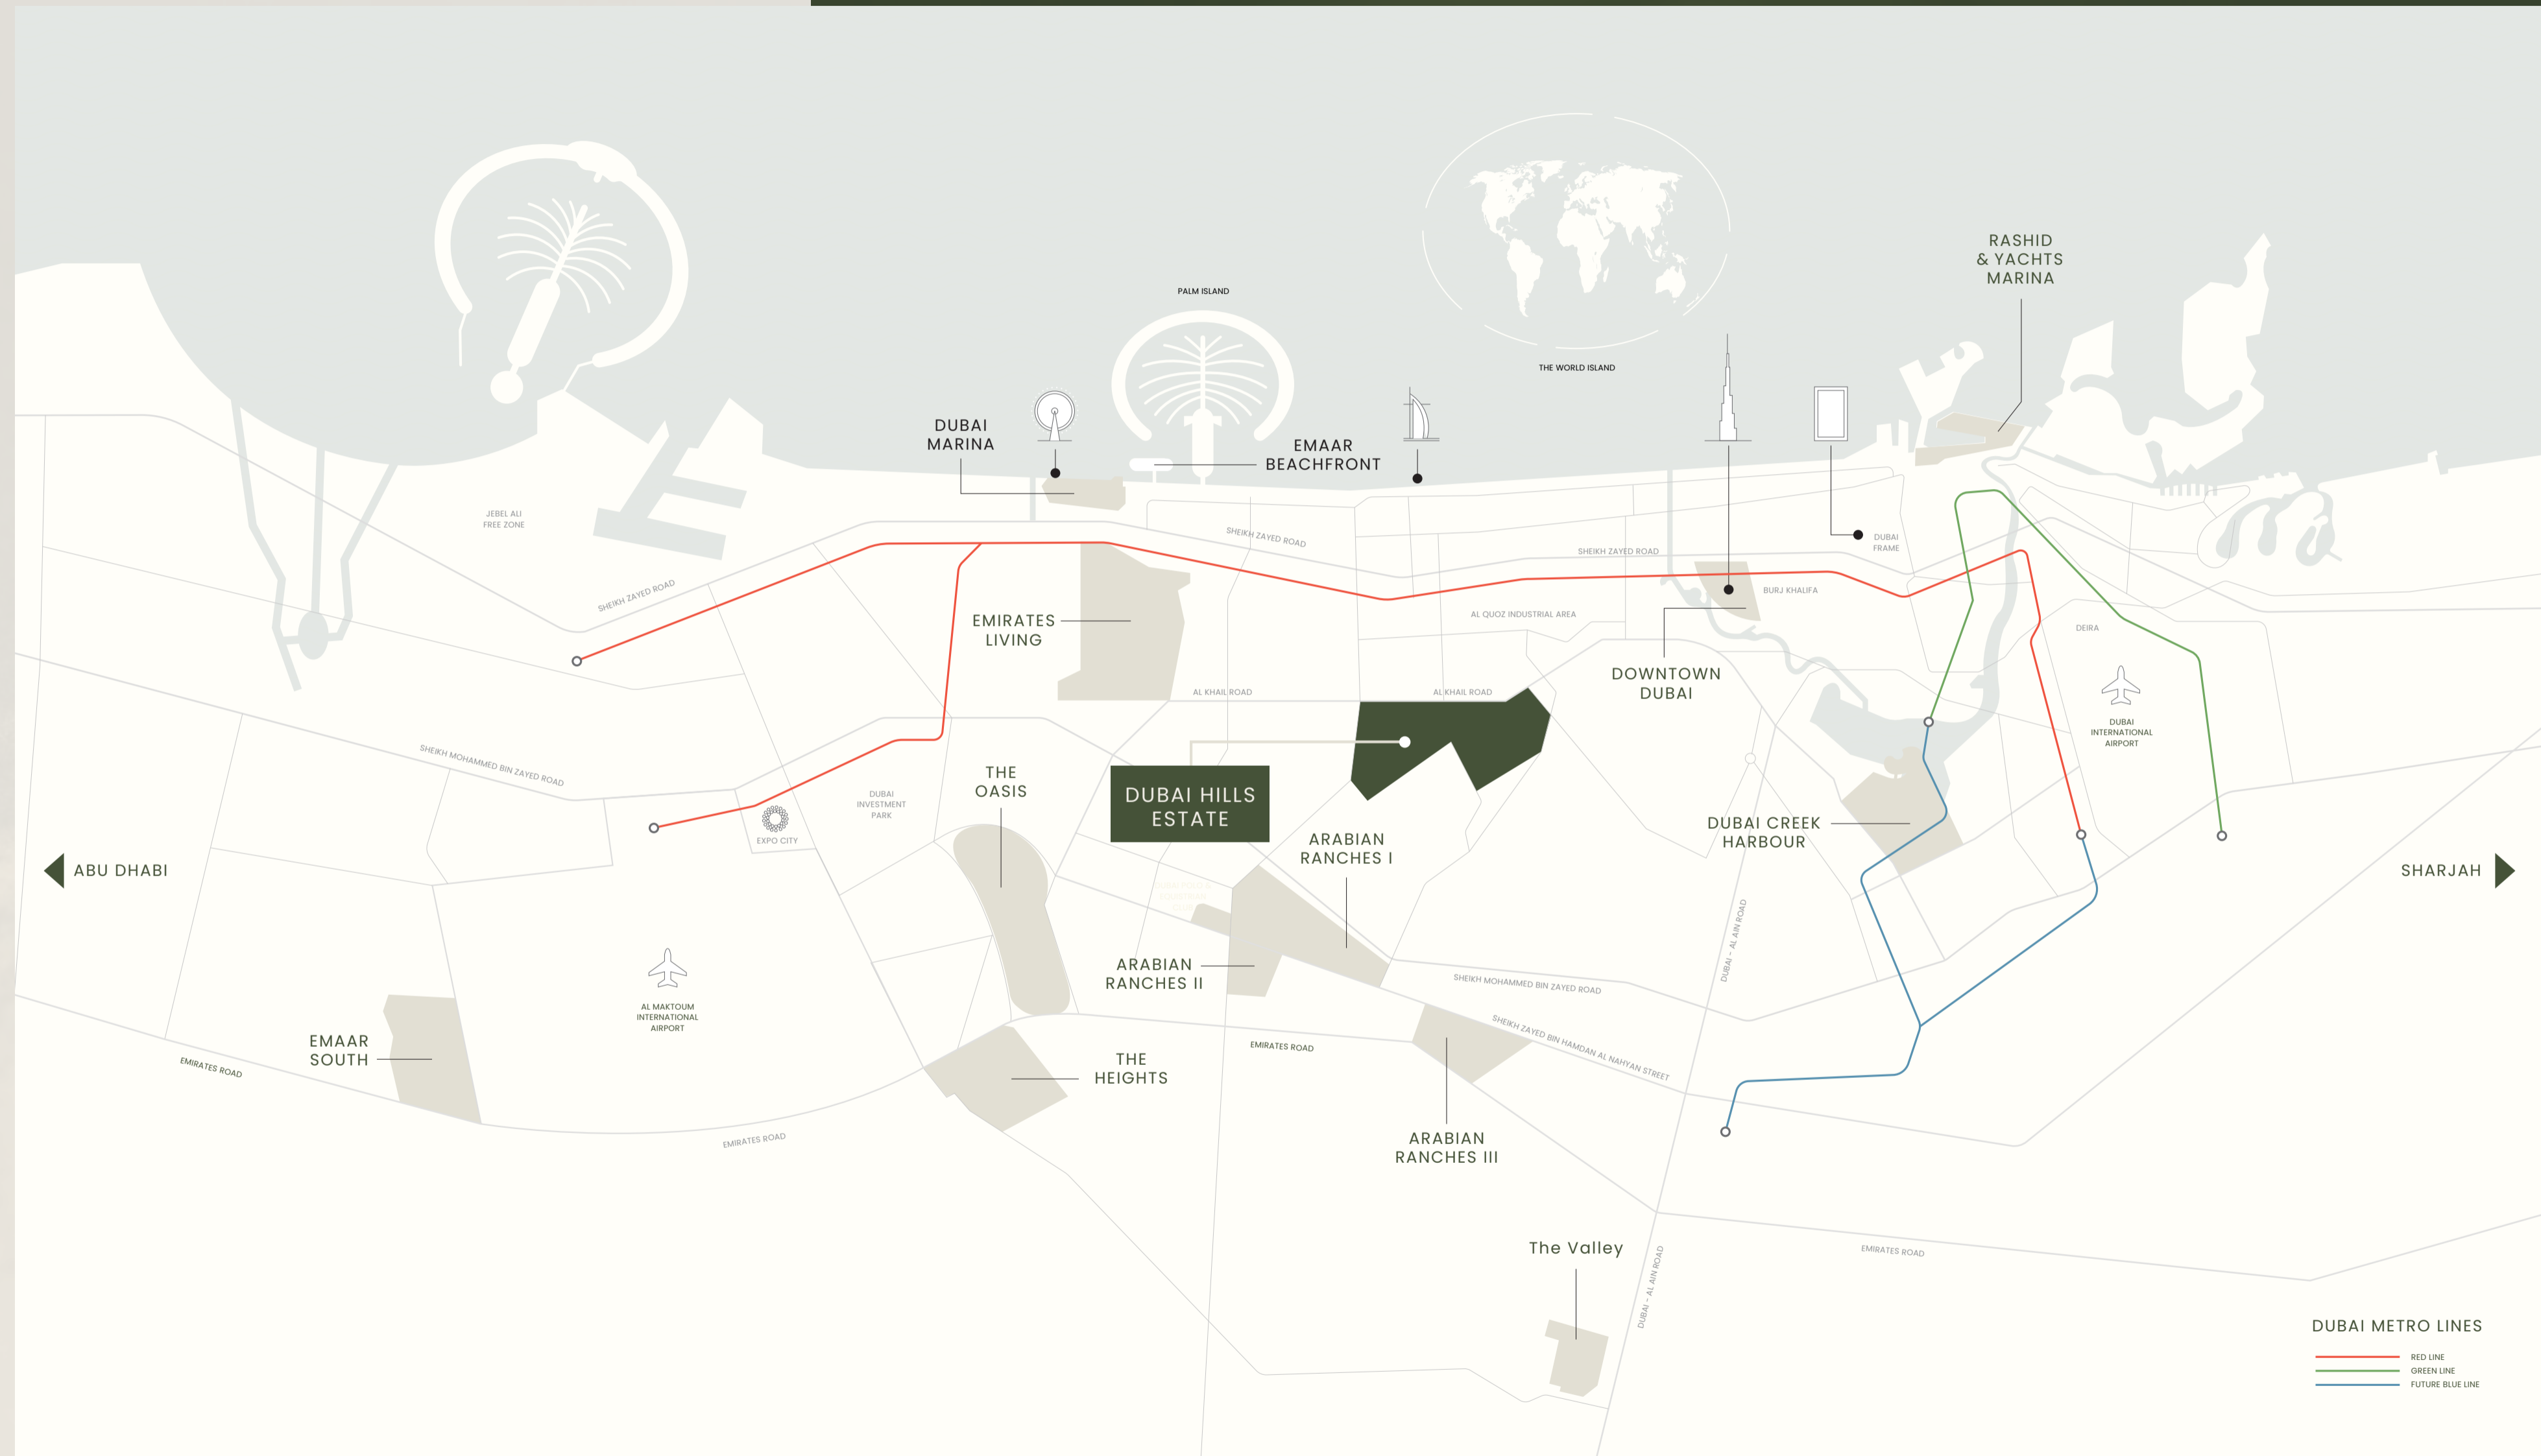 RASHID
& YACHTS
MARINA
PALM ISLAND
THE WORLD ISLAND
DUBAI
MARINA
EMAAR
BEACHFRONT
JEBEL ALI
FREE ZONE
SHEIKH ZAYED ROAD
SHEIKH ZAYED ROAD
SHEIKH ZAYED ROAD
DUBAI
FRAME
BURJ KHALIFA
AL QUOZ INDUSTRIAL AREA
EMIRATES
LIVING
DEIRA
DOWNTOWN
DUBAI
AL KHAIL ROAD
AL KHAIL ROAD
DUBAI
INTERNATIONAL
AIRPORT
SHEIKH MOHAMMED BIN ZAYED ROAD
THE
OASIS
DUBAI
INVESTMENT
PARK
DUBAI HILLS
ESTATE
EXPO CITY
ARABIAN
RANCHES I
DUBAI CREEK
HARBOUR
ABU DHABI
SHARJAH
DUBAI - AL AIN ROAD
ARABIAN
RANCHES II
SHEIKH MOHAMMED BIN ZAYED ROAD
AL MAKTOUM
INTERNATIONAL
AIRPORT
SHEIKH ZAYED BIN HAMDAN AL NAHYAN STREET
EMAAR
SOUTH
EMIRATES ROAD
EMIRATES ROAD
THE
HEIGHTS
EMIRATES ROAD
ARABIAN
RANCHES III
The Valley
EMIRATES ROAD
DUBAI - AL AIN ROAD
DUBAI METRO LINES
RED LINE
GREEN LINE
FUTURE BLUE LINE